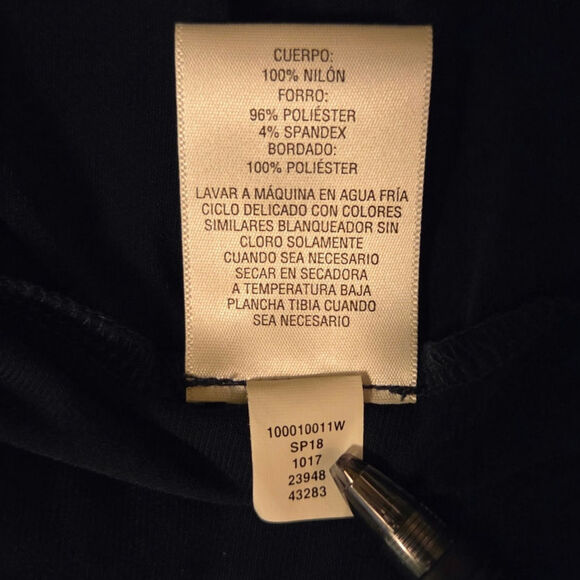 CUERPO:
100% NILÓN
FORRO:
96% POLIÉSTER
4% SPANDEX
BORDADO:
100% POLIÉSTER
LAVAR A MÁQUINA EN AGUA FRÍA
CICLO DELICADO CON COLORES
SIMILARES BLANQUEADOR SIN
CLORO SOLAMENTE
CUANDO SEA NECESARIO
SECAR EN SECADORA
A TEMPERATURA BAJA
PLANCHA TIBIA CUANDO
SEA NECESARIO
100010011W
SP18
1017
23948
43283